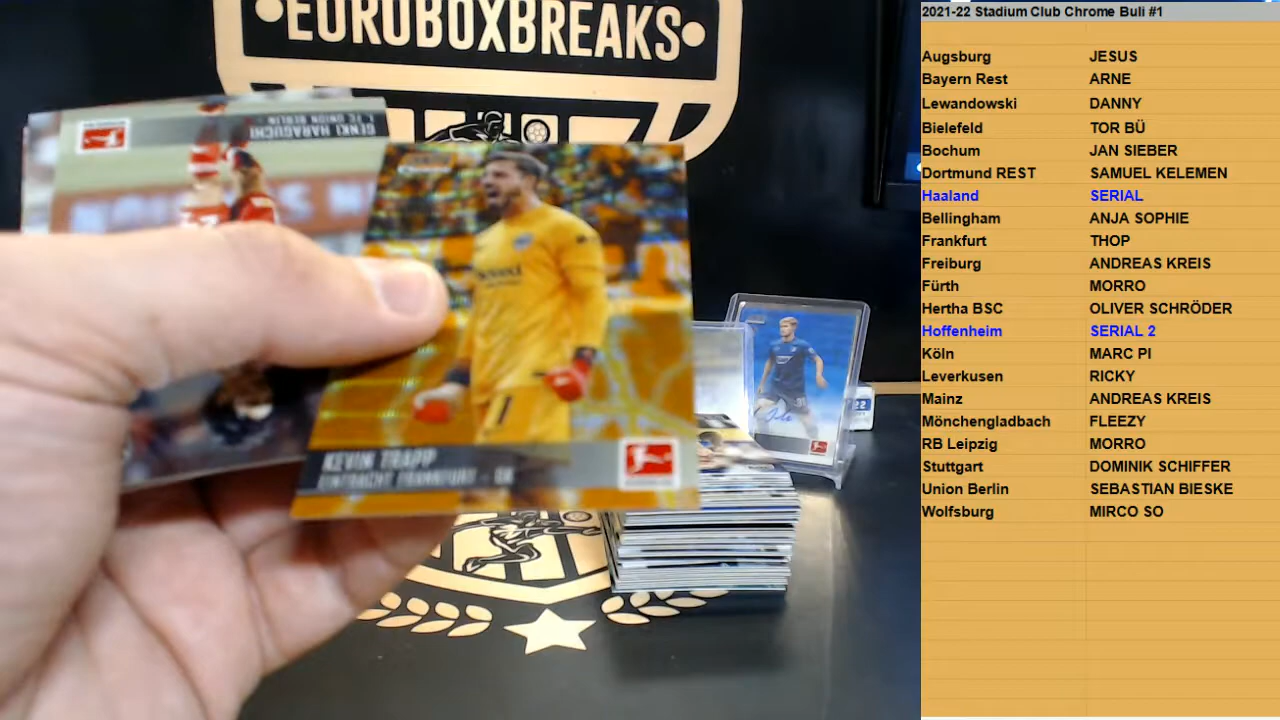 EUROBOXBREAKS
GENKI HARAGUCHI
1. FC UNION BERLIN
KEVIN TRAPP
EINTRACHT FRANKFURT - GK
1
22
2021-22 Stadium Club Chrome Buli #1
Augsburg JESUS
Bayern Rest ARNE
Lewandowski DANNY
Bielefeld TOR BÜ
Bochum JAN SIEBER
Dortmund REST SAMUEL KELEMEN
Haaland SERIAL
Bellingham ANJA SOPHIE
Frankfurt THOP
Freiburg ANDREAS KREIS
Fürth MORRO
Hertha BSC OLIVER SCHRÖDER
Hoffenheim SERIAL 2
Köln MARC PI
Leverkusen RICKY
Mainz ANDREAS KREIS
Mönchengladbach FLEEZY
RB Leipzig MORRO
Stuttgart DOMINIK SCHIFFER
Union Berlin SEBASTIAN BIESKE
Wolfsburg MIRCO SO